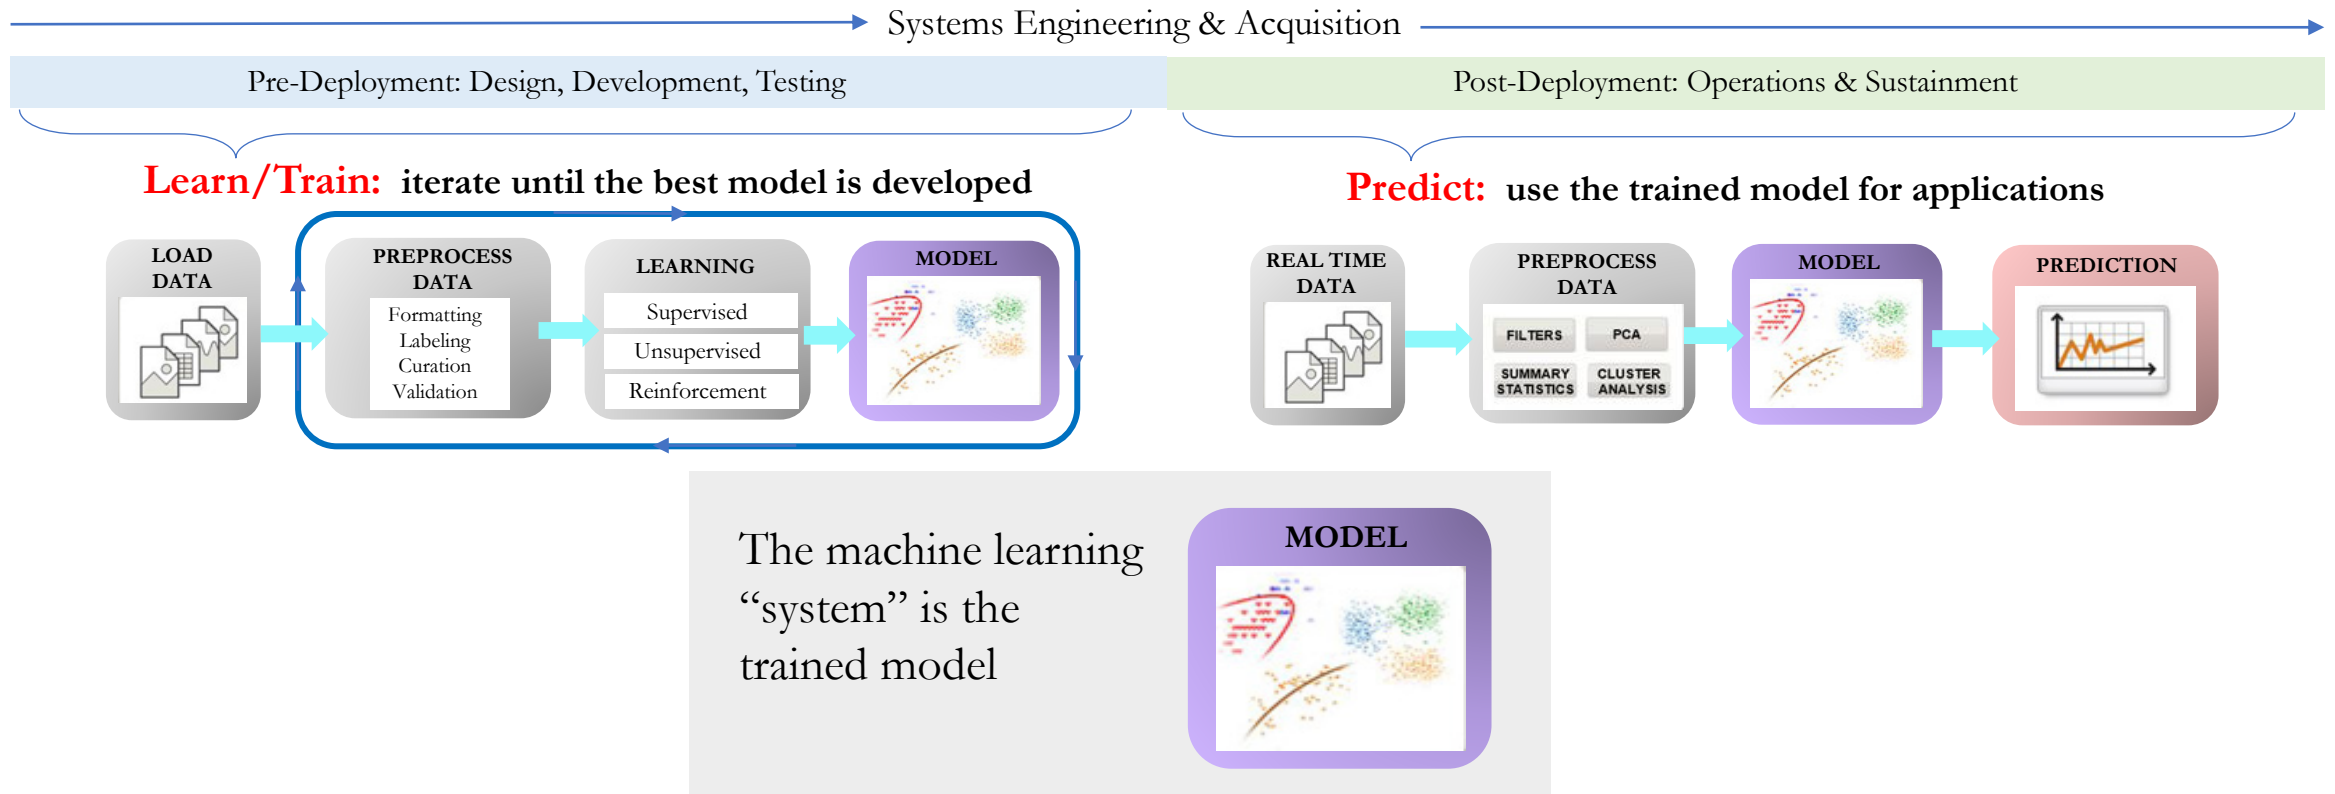 Systems Engineering & Acquisition
Pre-Deployment: Design, Development, Testing
Post-Deployment: Operations & Sustainment
Learn/Train: iterate until the best model is developed
Predict: use the trained model for applications
LOAD
DATA
PREPROCESS
DATA
Formatting
Labeling
Curation
Validation
LEARNING
Supervised
Unsupervised
Reinforcement
MODEL
REAL TIME
DATA
PREPROCESS
DATA
FILTERS
PCA
SUMMARY
STATISTICS
CLUSTER
ANALYSIS
MODEL
PREDICTION
The machine learning
“system” is the
trained model
MODEL